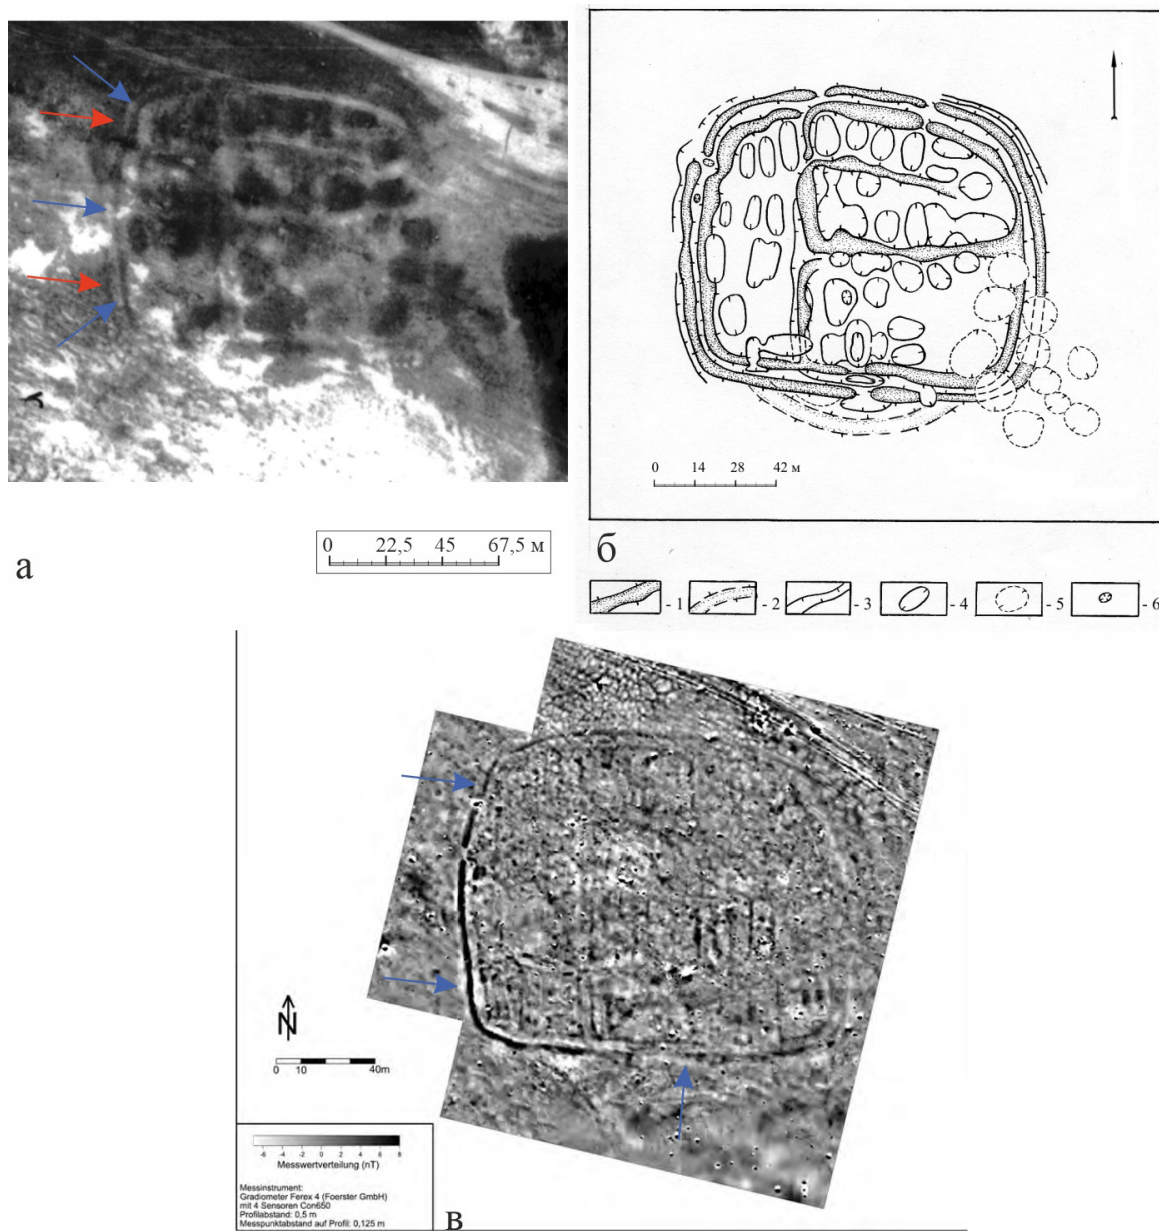 0 22,5 45 67,5 м
а
0 14 28 42 м
б
- 1
- 2
- 3
- 4
- 5
- 6
N
0 10 40m
-6 -4 -2 0 2 4 6 8
Messwertverteilung (nT)
Messinstrument:
Gradiometer Ferex 4 (Foerster GmbH)
mit 4 Sensoren Con650
Profilabstand: 0,5 m
Messpunktabstand auf Profil: 0,125 m
в